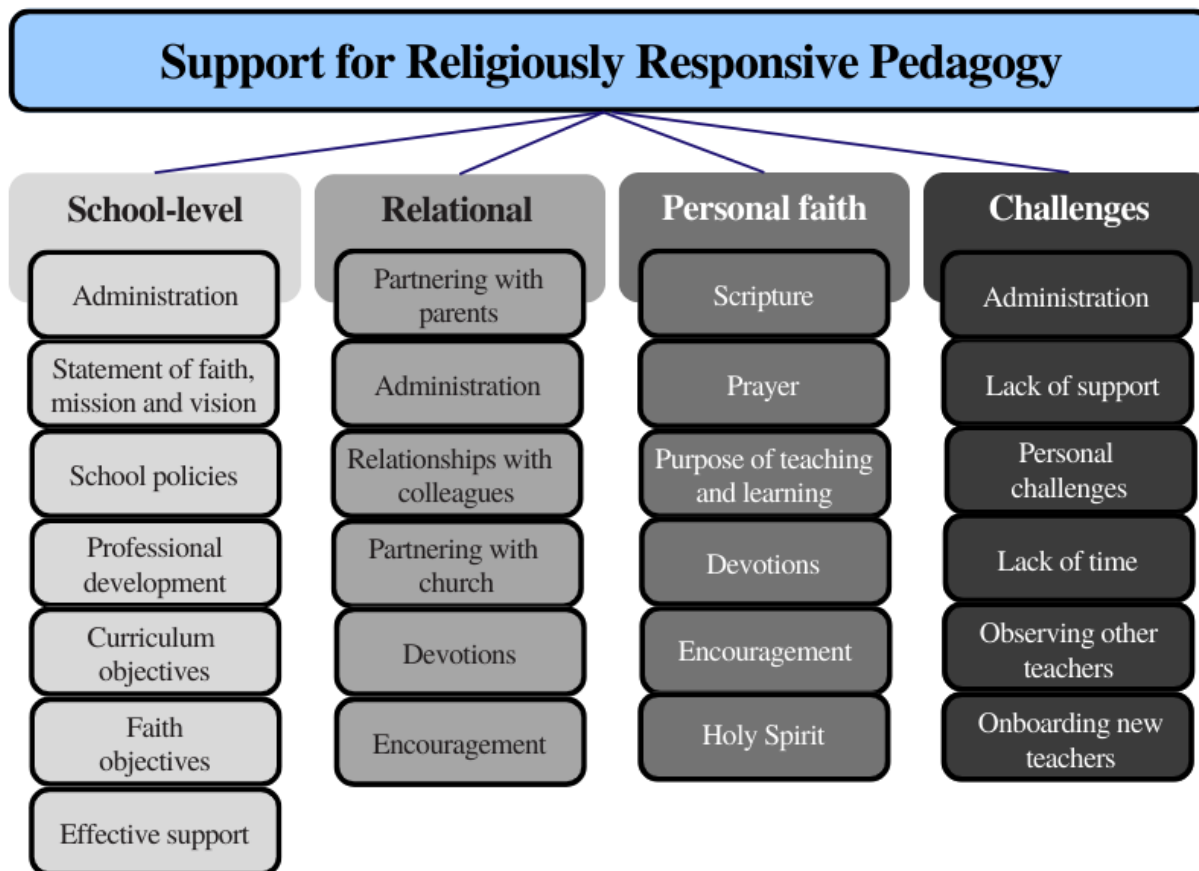 Support for Religiously Responsive Pedagogy
School-level
Administration
Statement of faith,
mission and vision
School policies
Professional
development
Curriculum
objectives
Faith
objectives
Effective support
Relational
Partnering with
parents
Administration
Relationships with
colleagues
Partnering with
church
Devotions
Encouragement
Personal faith
Scripture
Prayer
Purpose of teaching
and learning
Devotions
Encouragement
Holy Spirit
Challenges
Administration
Lack of support
Personal
challenges
Lack of time
Observing other
teachers
Onboarding new
teachers